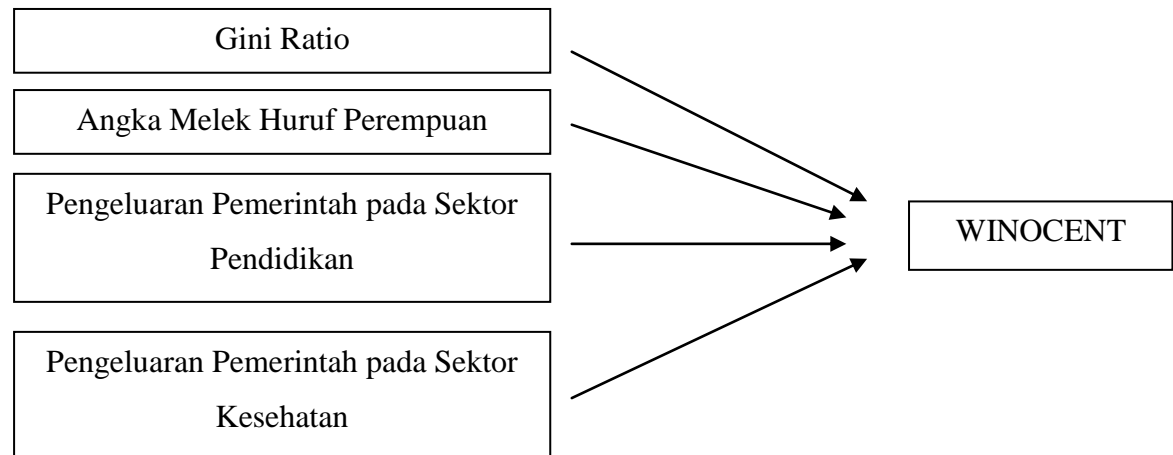 Gini Ratio
Angka Melek Huruf Perempuan
Pengeluaran Pemerintah pada Sektor
Pendidikan
WINOCENT
Pengeluaran Pemerintah pada Sektor
Kesehatan